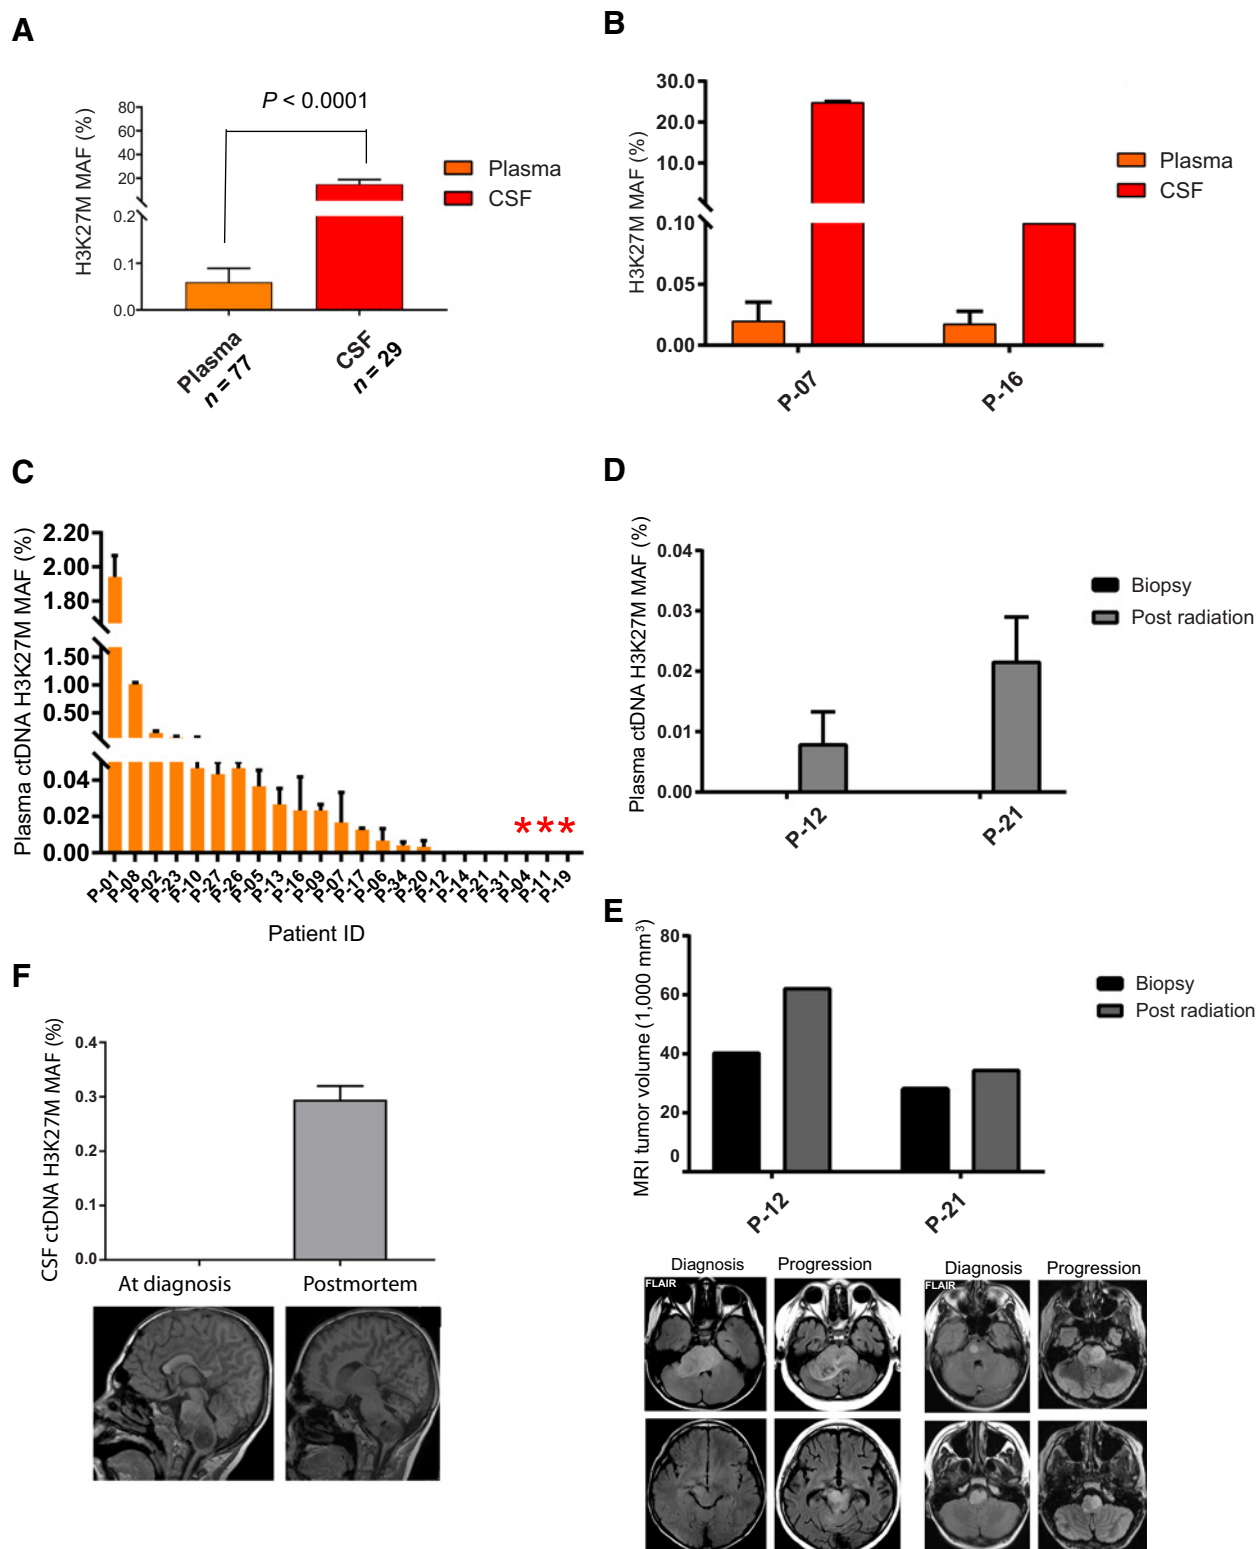 A
H3K27M MAF (%)
80
60
40
20
0.2
0.1
0.0
P < 0.0001
Plasma
n = 77
CSF
n = 29
Plasma
CSF
B
H3K27M MAF (%)
30.0
20.0
10.0
0.10
0.05
0.00
P-07
P-16
Plasma
CSF
C
Plasma ctDNA H3K27M MAF (%)
2.20
2.00
1.80
1.50
1.00
0.50
0.04
0.02
0.00
***
P-01
P-08
P-02
P-23
P-10
P-27
P-26
P-05
P-13
P-16
P-09
P-07
P-17
P-06
P-34
P-20
P-12
P-14
P-21
P-31
P-04
P-11
P-19
Patient ID
D
Plasma ctDNA H3K27M MAF (%)
0.04
0.03
0.02
0.01
0.00
P-12
P-21
Biopsy
Post radiation
E
MRI tumor volume (1,000 mm³)
80
60
40
20
0
P-12
P-21
Biopsy
Post radiation
Diagnosis
Progression
Diagnosis
Progression
FLAIR
FLAIR
F
CSF ctDNA H3K27M MAF (%)
0.4
0.3
0.2
0.1
0.0
At diagnosis
Postmortem